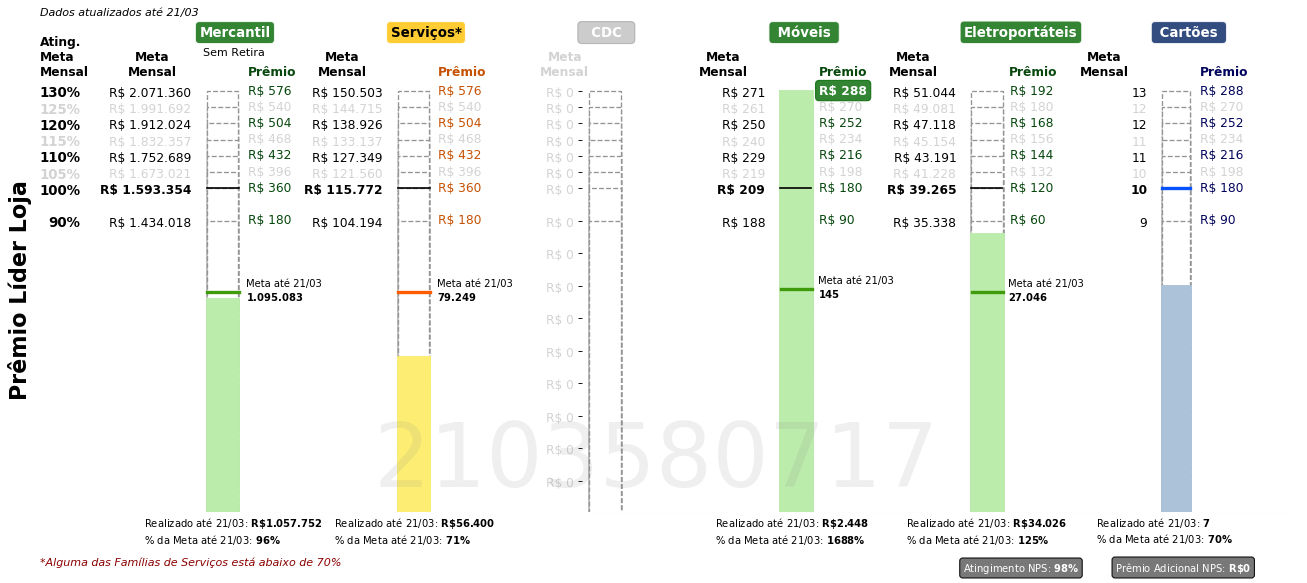 Dados atualizados até 21/03
Mercantil Serviços* CDC Móveis Eletroportáteis Cartões
Sem Retira
Ating. Meta Mensal Meta Mensal Prêmio Meta Mensal Prêmio Meta Mensal Meta Mensal Prêmio Meta Mensal Prêmio Meta Mensal Prêmio
130% R$ 2.071.360 R$ 576 R$ 150.503 R$ 576 R$ 0 R$ 271 R$ 288 R$ 51.044 R$ 192 13 R$ 288
125% R$ 1.991.692 R$ 540 R$ 144.715 R$ 540 R$ 0 R$ 261 R$ 270 R$ 49.081 R$ 180 12 R$ 270
120% R$ 1.912.024 R$ 504 R$ 138.926 R$ 504 R$ 0 R$ 250 R$ 252 R$ 47.118 R$ 168 12 R$ 252
115% R$ 1.832.357 R$ 468 R$ 133.137 R$ 468 R$ 0 R$ 240 R$ 234 R$ 45.154 R$ 156 11 R$ 234
110% R$ 1.752.689 R$ 432 R$ 127.349 R$ 432 R$ 0 R$ 229 R$ 216 R$ 43.191 R$ 144 11 R$ 216
105% R$ 1.673.021 R$ 396 R$ 121.560 R$ 396 R$ 0 R$ 219 R$ 198 R$ 41.228 R$ 132 10 R$ 198
100% R$ 1.593.354 R$ 360 R$ 115.772 R$ 360 R$ 0 R$ 209 R$ 180 R$ 39.265 R$ 120 10 R$ 180
90% R$ 1.434.018 R$ 180 R$ 104.194 R$ 180 R$ 0 R$ 188 R$ 90 R$ 35.338 R$ 60 9 R$ 90
R$ 0
R$ 0
R$ 0
R$ 0
R$ 0
R$ 0
R$ 0
R$ 0
Prêmio Líder Loja
Meta até 21/03 Meta até 21/03 Meta até 21/03 Meta até 21/03
1.095.083 79.249 145 27.046
21035807​17
Realizado até 21/03: R$1.057.752 Realizado até 21/03: R$56.400 Realizado até 21/03: R$2.448 Realizado até 21/03: R$34.026 Realizado até 21/03: 7
% da Meta até 21/03: 96% % da Meta até 21/03: 71% % da Meta até 21/03: 1688% % da Meta até 21/03: 125% % da Meta até 21/03: 70%
*Alguma das Famílias de Serviços está abaixo de 70%
Atingimento NPS: 98% Prêmio Adicional NPS: R$0